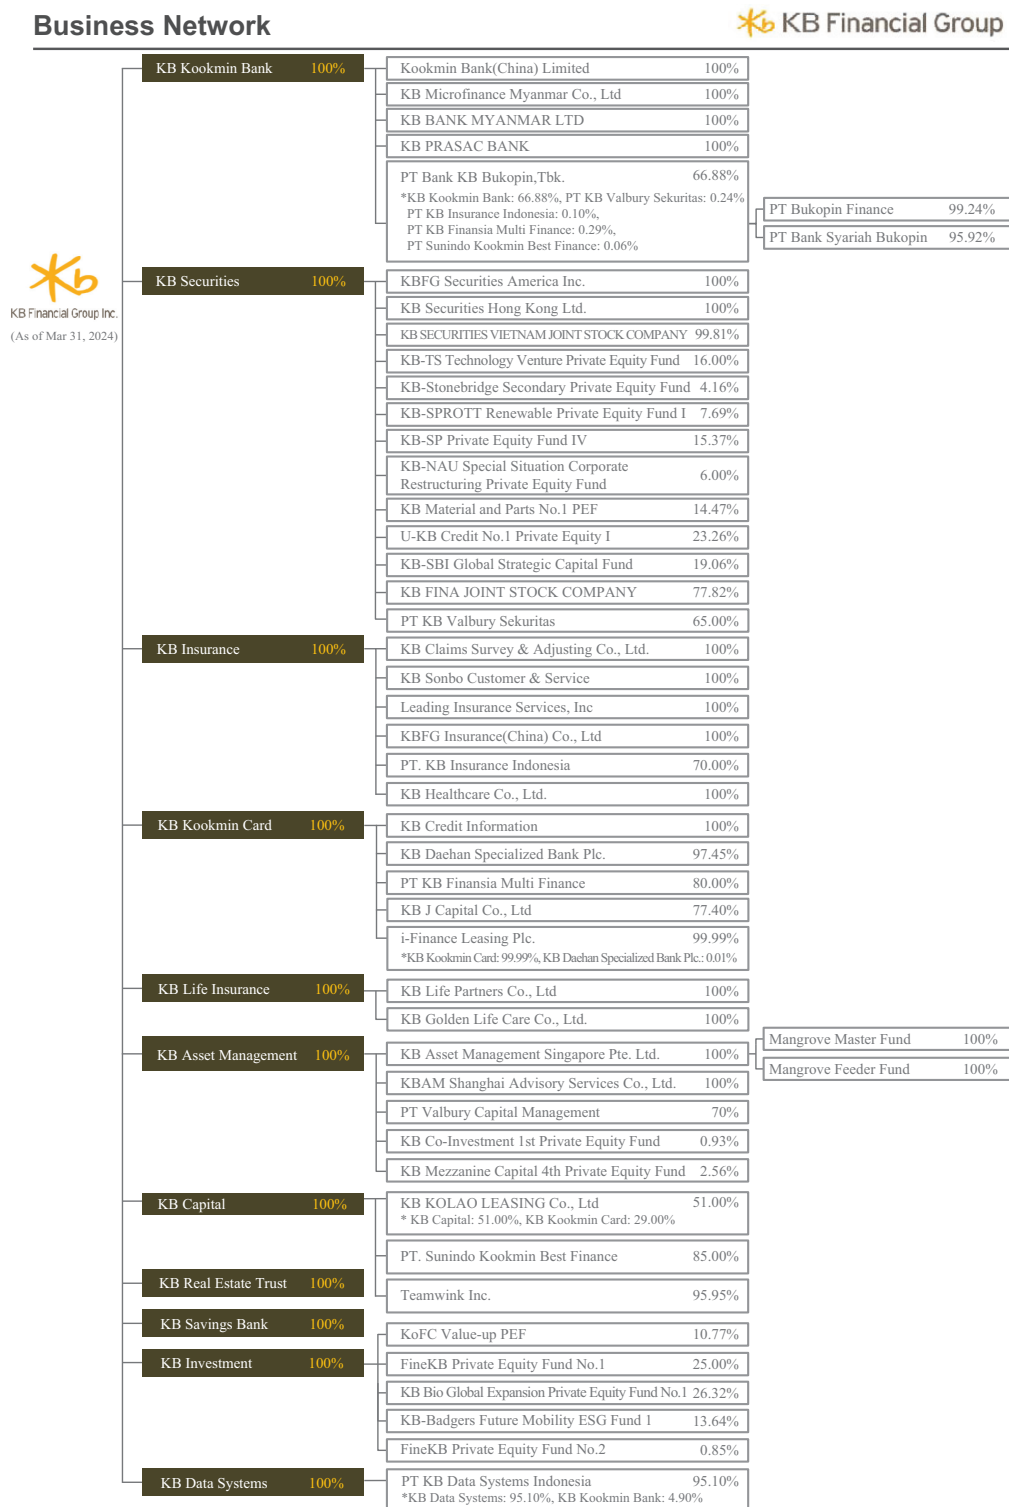 Business Network
KB Financial Group
KB Kookmin Bank 100%
Kookmin Bank(China) Limited 100%
KB Microfinance Myanmar Co., Ltd 100%
KB BANK MYANMAR LTD 100%
KB PRASAC BANK 100%
PT Bank KB Bukopin,Tbk. 66.88%
*KB Kookmin Bank: 66.88%, PT KB Valbury Sekuritas: 0.24%
PT KB Insurance Indonesia: 0.10%,
PT KB Finansia Multi Finance: 0.29%,
PT Sunindo Kookmin Best Finance: 0.06%
PT Bukopin Finance 99.24%
PT Bank Syariah Bukopin 95.92%
Kb
KB Financial Group Inc.
(As of Mar 31, 2024)
KB Securities 100%
KBFG Securities America Inc. 100%
KB Securities Hong Kong Ltd. 100%
KB SECURITIES VIETNAM JOINT STOCK COMPANY 99.81%
KB-TS Technology Venture Private Equity Fund 16.00%
KB-Stonebridge Secondary Private Equity Fund 4.16%
KB-SPROTT Renewable Private Equity Fund I 7.69%
KB-SP Private Equity Fund IV 15.37%
KB-NAU Special Situation Corporate
Restructuring Private Equity Fund 6.00%
KB Material and Parts No.1 PEF 14.47%
U-KB Credit No.1 Private Equity I 23.26%
KB-SBI Global Strategic Capital Fund 19.06%
KB FINA JOINT STOCK COMPANY 77.82%
PT KB Valbury Sekuritas 65.00%
KB Insurance 100%
KB Claims Survey & Adjusting Co., Ltd. 100%
KB Sonbo Customer & Service 100%
Leading Insurance Services, Inc 100%
KBFG Insurance(China) Co., Ltd 100%
PT. KB Insurance Indonesia 70.00%
KB Healthcare Co., Ltd. 100%
KB Kookmin Card 100%
KB Credit Information 100%
KB Daehan Specialized Bank Plc. 97.45%
PT KB Finansia Multi Finance 80.00%
KB J Capital Co., Ltd 77.40%
i-Finance Leasing Plc. 99.99%
*KB Kookmin Card: 99.99%, KB Daehan Specialized Bank Plc.: 0.01%
KB Life Insurance 100%
KB Life Partners Co., Ltd 100%
KB Golden Life Care Co., Ltd. 100%
KB Asset Management 100%
KB Asset Management Singapore Pte. Ltd. 100%
Mangrove Master Fund 100%
Mangrove Feeder Fund 100%
KBAM Shanghai Advisory Services Co., Ltd. 100%
PT Valbury Capital Management 70%
KB Co-Investment 1st Private Equity Fund 0.93%
KB Mezzanine Capital 4th Private Equity Fund 2.56%
KB Capital 100%
KB KOLAO LEASING Co., Ltd 51.00%
* KB Capital: 51.00%, KB Kookmin Card: 29.00%
PT. Sunindo Kookmin Best Finance 85.00%
Teamwink Inc. 95.95%
KB Real Estate Trust 100%
KB Savings Bank 100%
KB Investment 100%
KoFC Value-up PEF 10.77%
FineKB Private Equity Fund No.1 25.00%
KB Bio Global Expansion Private Equity Fund No.1 26.32%
KB-Badgers Future Mobility ESG Fund 1 13.64%
FineKB Private Equity Fund No.2 0.85%
KB Data Systems 100%
PT KB Data Systems Indonesia 95.10%
*KB Data Systems: 95.10%, KB Kookmin Bank: 4.90%